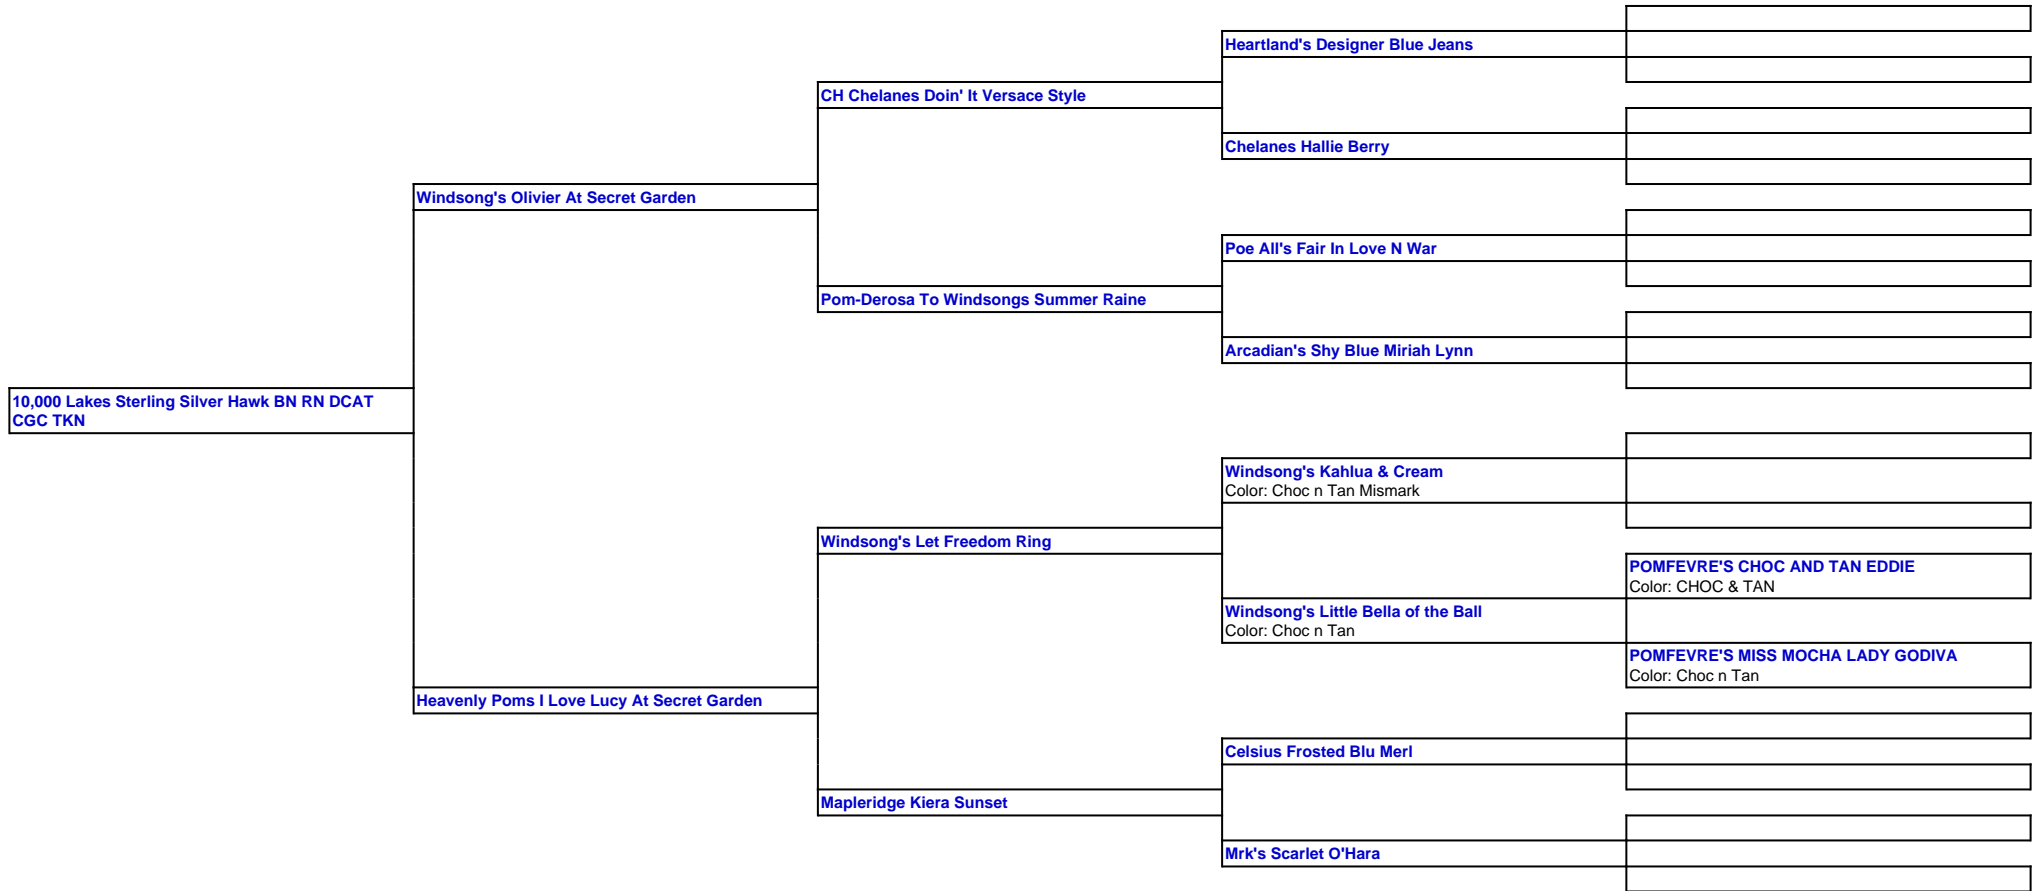 Heartland's Designer Blue Jeans
CH Chelanes Doin' It Versace Style
Chelanes Hallie Berry
Windsong's Olivier At Secret Garden
Poe All's Fair In Love N War
Pom-Derosa To Windsongs Summer Raine
Arcadian's Shy Blue Miriah Lynn
10,000 Lakes Sterling Silver Hawk BN RN DCAT
CGC TKN
Windsong's Kahlua & Cream
Color: Choc n Tan Mismark
Windsong's Let Freedom Ring
POMFEVRE'S CHOC AND TAN EDDIE
Color: CHOC & TAN
Windsong's Little Bella of the Ball
Color: Choc n Tan
POMFEVRE'S MISS MOCHA LADY GODIVA
Color: Choc n Tan
Heavenly Poms I Love Lucy At Secret Garden
Celsius Frosted Blu Merl
Mapleridge Kiera Sunset
Mrk's Scarlet O'Hara